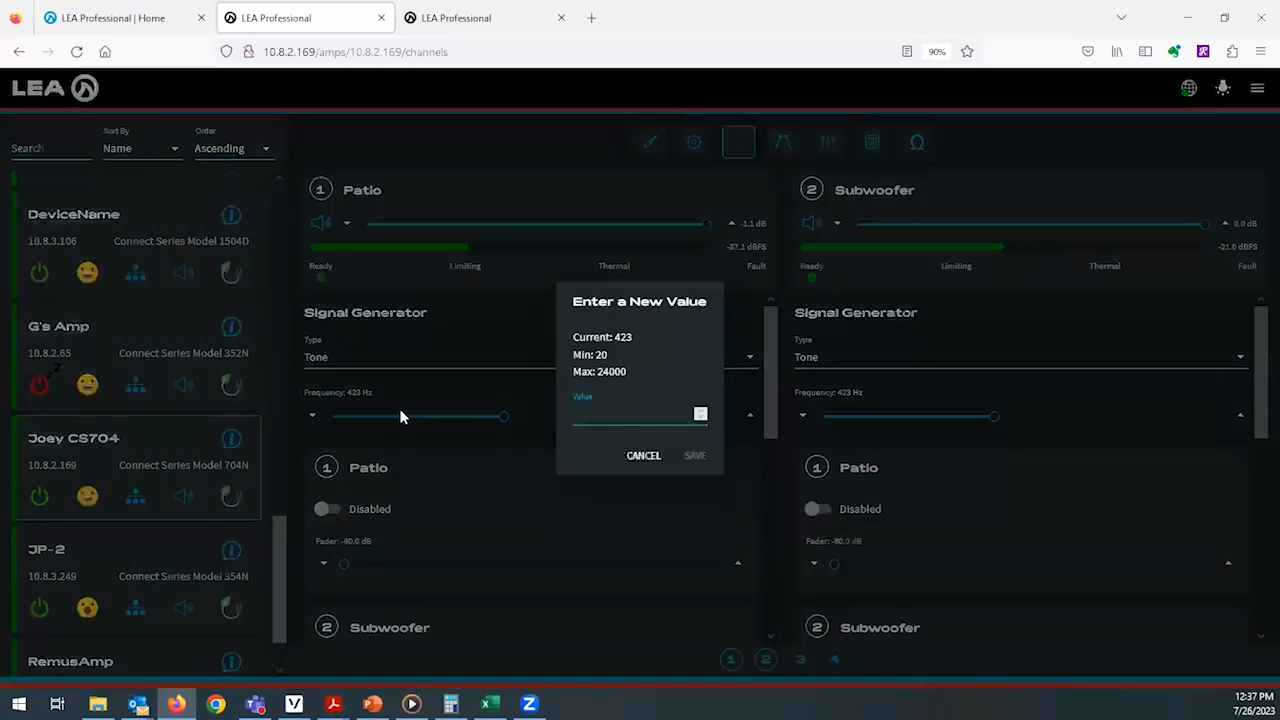 LEA Professional | Home
LEA Professional
LEA Professional
10.8.2.169/amps/10.8.2.169/channels
90%
LEA
Search
Sort By
Name
Order
Ascending
DeviceName
10.8.3.106 Connect Series Model 1504D
G's Amp
10.8.2.65 Connect Series Model 352N
Joey CS704
10.8.2.169 Connect Series Model 704N
JP-2
10.8.3.249 Connect Series Model 354N
RemusAmp
1 Patio
-1.1 dB
-37.1 dBFS
Ready Limiting Thermal Fault
Signal Generator
Type
Tone
Frequency: 423 Hz
1 Patio
Disabled
Fader: -80.0 dB
2 Subwoofer
2 Subwoofer
0.0 dB
-21.0 dBFS
Ready Limiting Thermal Fault
Signal Generator
Type
Tone
Frequency: 423 Hz
1 Patio
Disabled
Fader: -80.0 dB
2 Subwoofer
Enter a New Value
Current: 423
Min: 20
Max: 24000
Value
CANCEL SAVE
1 2 3 4
12:37 PM
7/26/2023